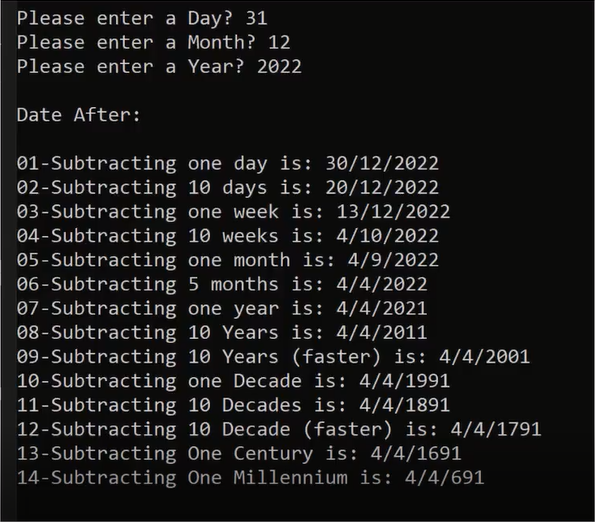 Please enter a Day? 31
Please enter a Month? 12
Please enter a Year? 2022
Date After:
01-Subtracting one day is: 30/12/2022
02-Subtracting 10 days is: 20/12/2022
03-Subtracting one week is: 13/12/2022
04-Subtracting 10 weeks is: 4/10/2022
05-Subtracting one month is: 4/9/2022
06-Subtracting 5 months is: 4/4/2022
07-Subtracting one year is: 4/4/2021
08-Subtracting 10 Years is: 4/4/2011
09-Subtracting 10 Years (faster) is: 4/4/2001
10-Subtracting one Decade is: 4/4/1991
11-Subtracting 10 Decades is: 4/4/1891
12-Subtracting 10 Decade (faster) is: 4/4/1791
13-Subtracting One Century is: 4/4/1691
14-Subtracting One Millennium is: 4/4/691